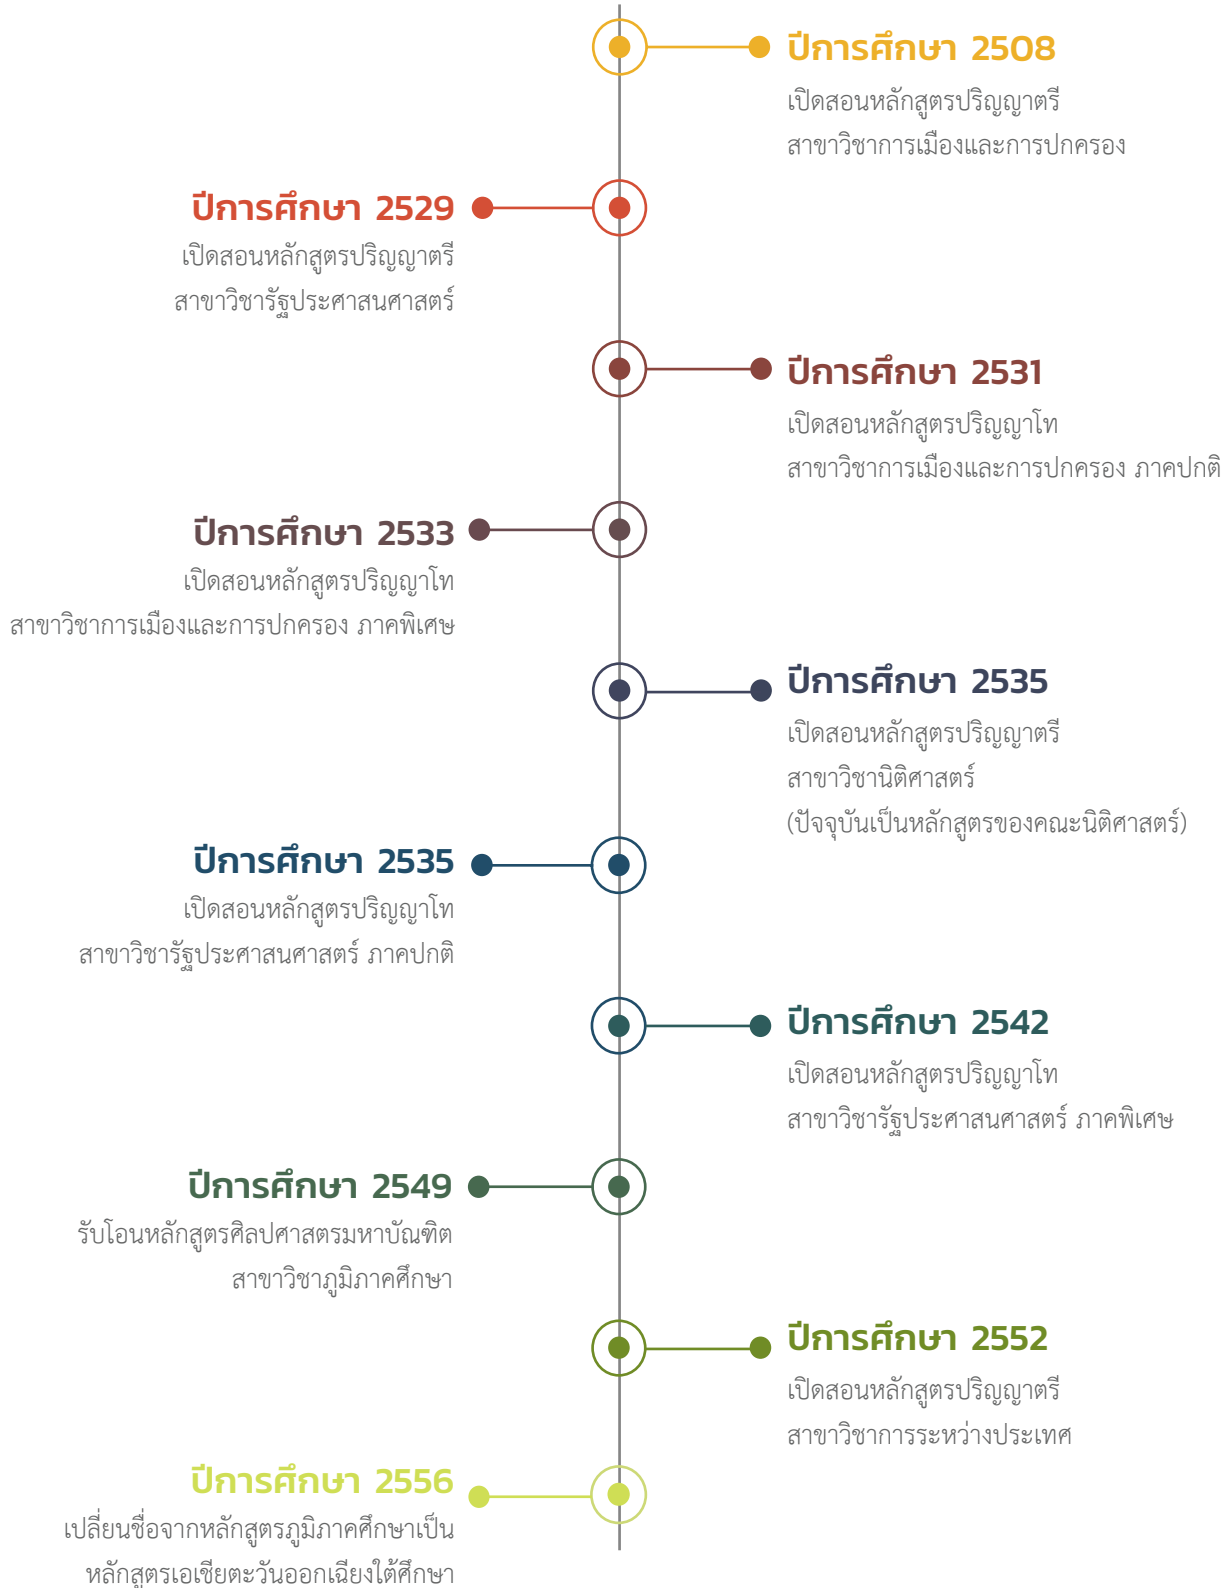 ปีการศึกษา 2508
เปิดสอนหลักสูตรปริญญาตรี
สาขาวิชาการเมืองและการปกครอง
ปีการศึกษา 2529
เปิดสอนหลักสูตรปริญญาตรี
สาขาวิชารัฐประศาสนศาสตร์
ปีการศึกษา 2531
เปิดสอนหลักสูตรปริญญาโท
สาขาวิชาการเมืองและการปกครอง ภาคปกติ
ปีการศึกษา 2533
เปิดสอนหลักสูตรปริญญาโท
สาขาวิชาการเมืองและการปกครอง ภาคพิเศษ
ปีการศึกษา 2535
เปิดสอนหลักสูตรปริญญาตรี
สาขาวิชานิติศาสตร์
(ปัจจุบันเป็นหลักสูตรของคณะนิติศาสตร์)
ปีการศึกษา 2535
เปิดสอนหลักสูตรปริญญาโท
สาขาวิชารัฐประศาสนศาสตร์ ภาคปกติ
ปีการศึกษา 2542
เปิดสอนหลักสูตรปริญญาโท
สาขาวิชารัฐประศาสนศาสตร์ ภาคพิเศษ
ปีการศึกษา 2549
รับโอนหลักสูตรศิลปศาสตรมหาบัณฑิต
สาขาวิชาภูมิภาคศึกษา
ปีการศึกษา 2552
เปิดสอนหลักสูตรปริญญาตรี
สาขาวิชาการระหว่างประเทศ
ปีการศึกษา 2556
เปลี่ยนชื่อจากหลักสูตรภูมิภาคศึกษาเป็น
หลักสูตรเอเชียตะวันออกเฉียงใต้ศึกษา